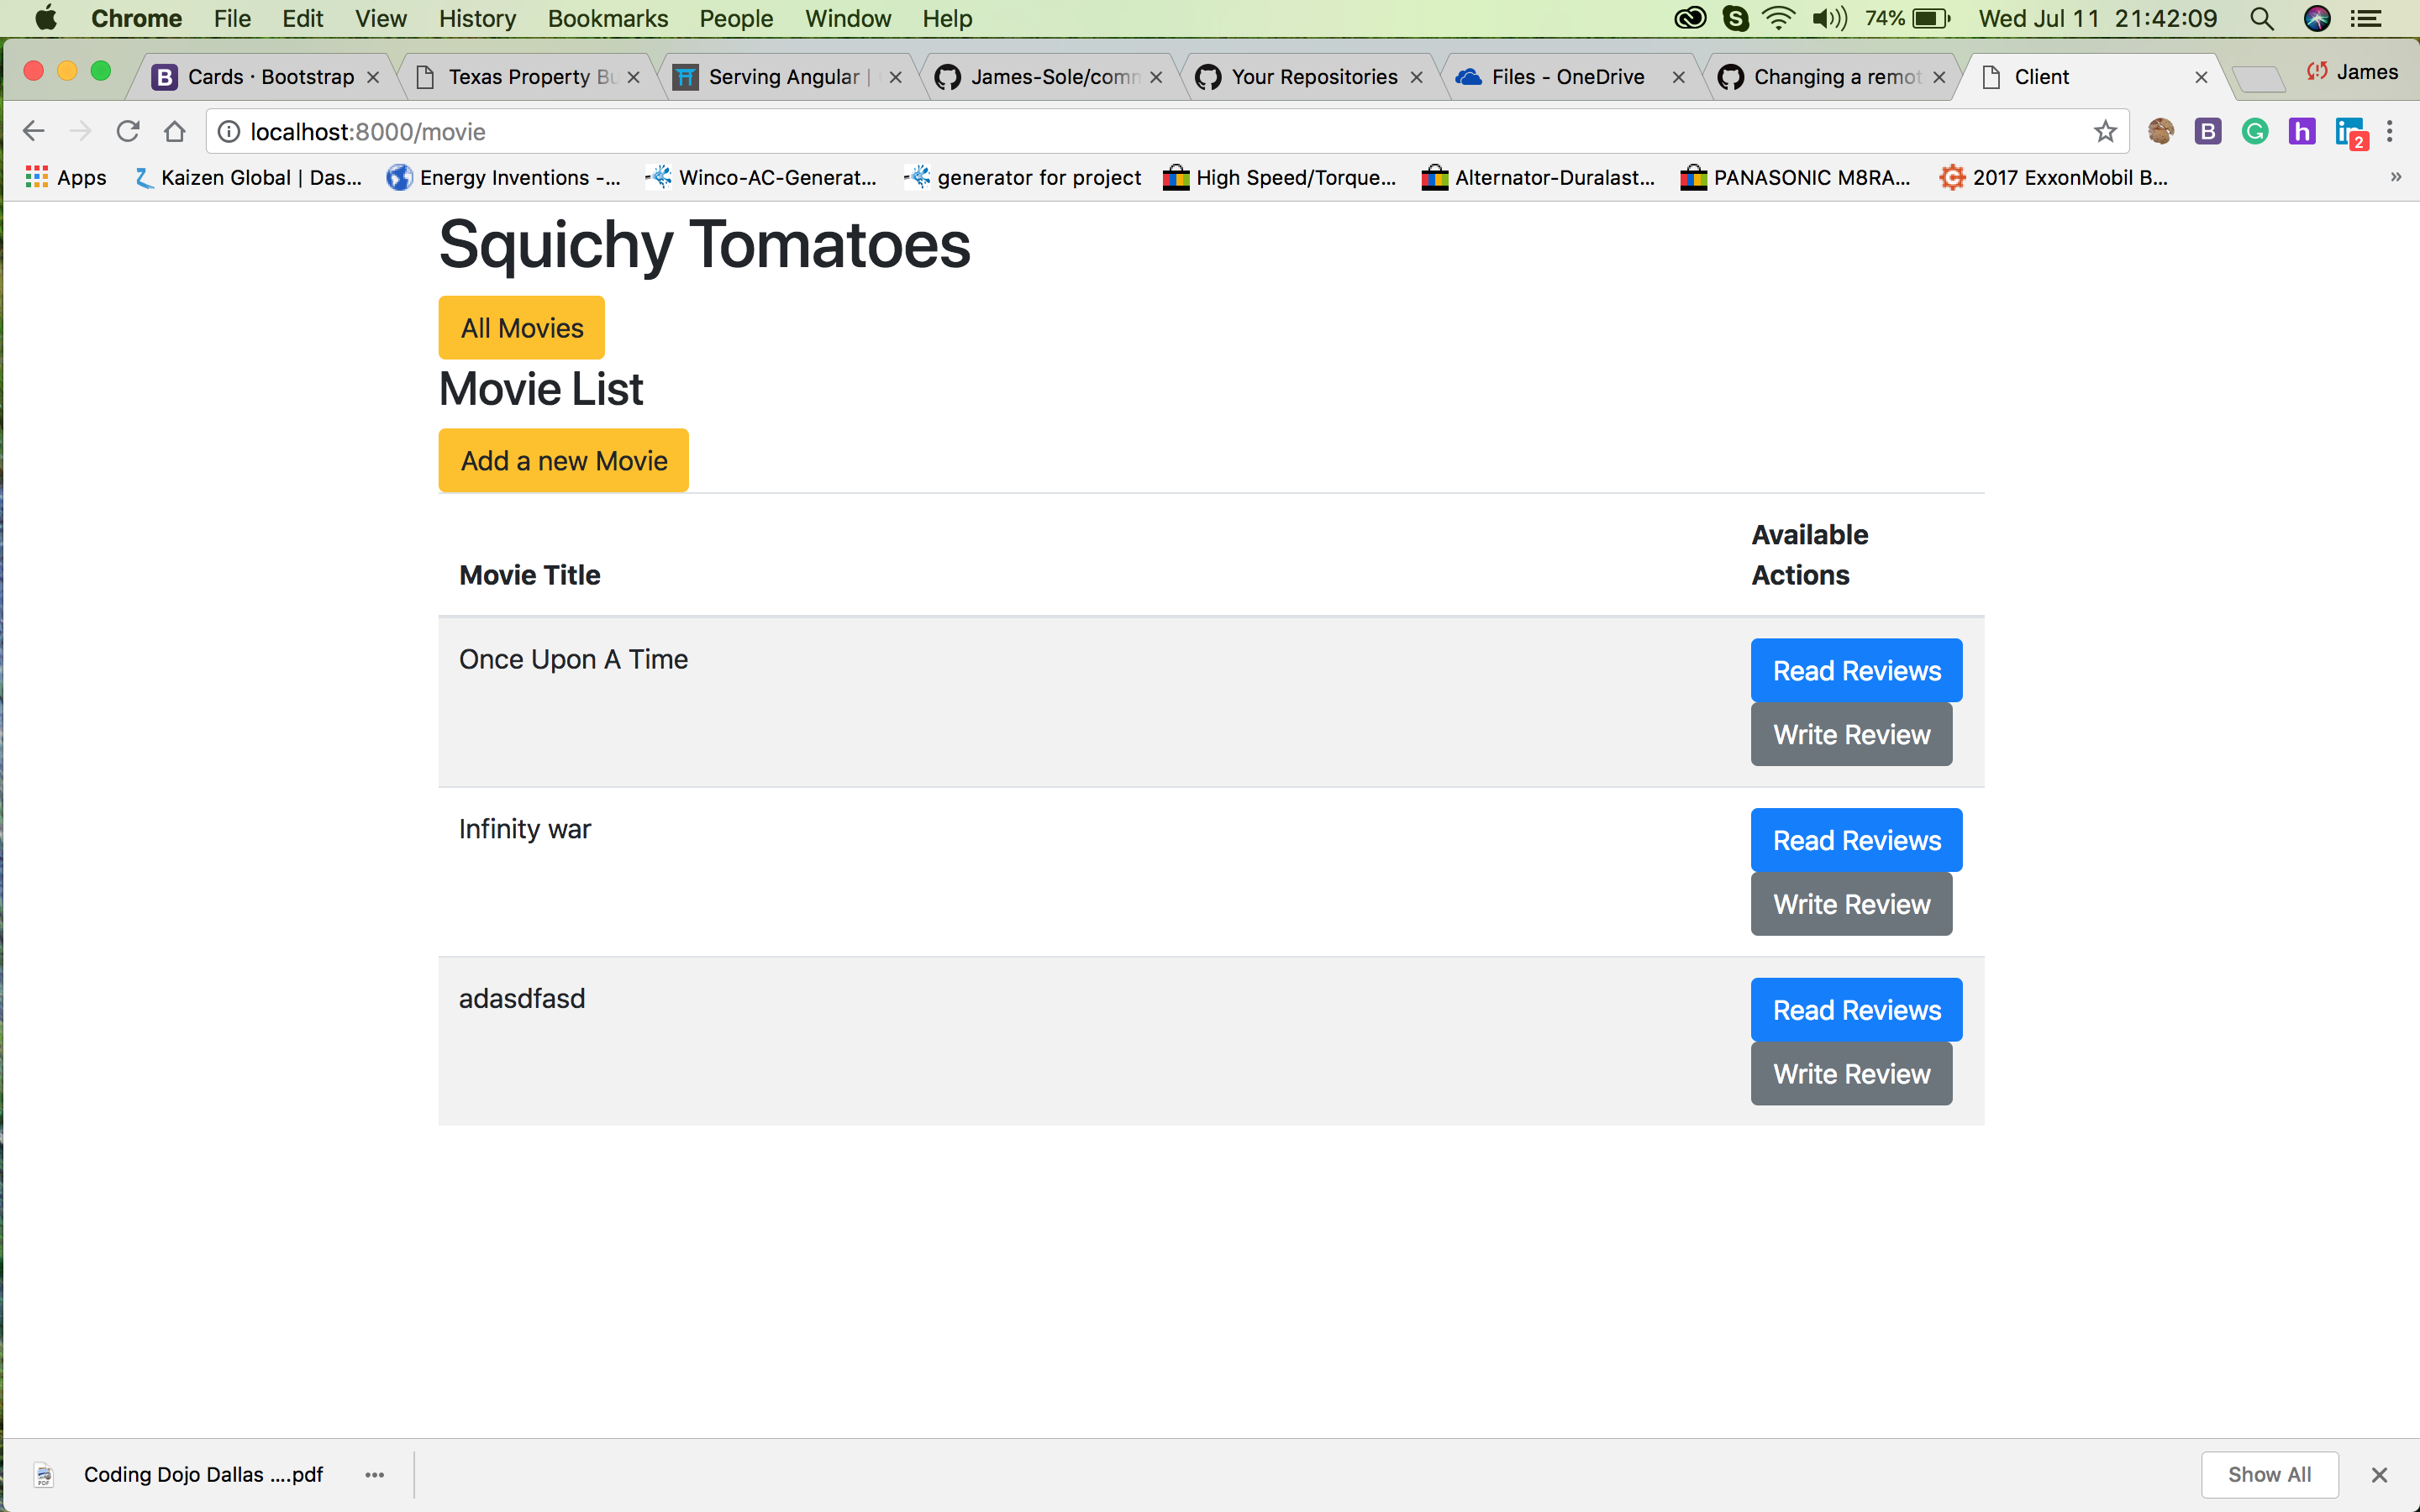 Chrome File Edit View History Bookmarks People Window Help 74% Wed Jul 11 21:42:09
Cards · Bootstrap Texas Property Bu Serving Angular | James-Sole/comm Your Repositories Files - OneDrive Changing a remot Client James
localhost:8000/movie
Apps Kaizen Global | Das... Energy Inventions -... Winco-AC-Generat... generator for project High Speed/Torque... Alternator-Duralast... PANASONIC M8RA... 2017 ExxonMobil B... »
Squichy Tomatoes
All Movies
Movie List
Add a new Movie
Movie Title Available Actions
Once Upon A Time Read Reviews
Write Review
Infinity war Read Reviews
Write Review
adasdfasd Read Reviews
Write Review
Coding Dojo Dallas ....pdf Show All